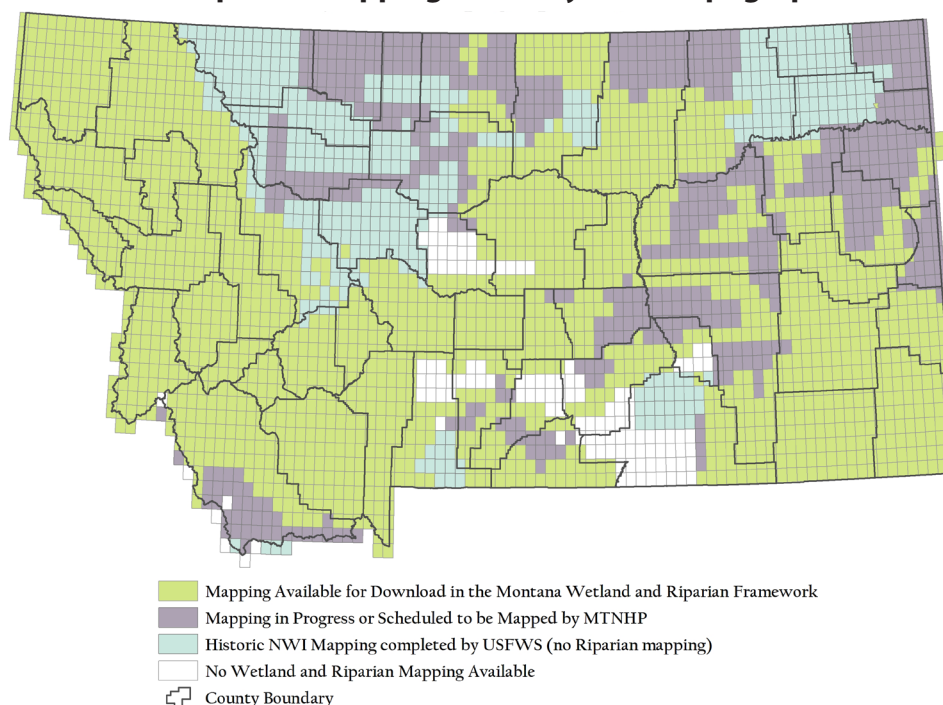 Mapping Available for Download in the Montana Wetland and Riparian Framework
Mapping in Progress or Scheduled to be Mapped by MTNHP
Historic NWI Mapping completed by USFWS (no Riparian mapping)
No Wetland and Riparian Mapping Available
County Boundary